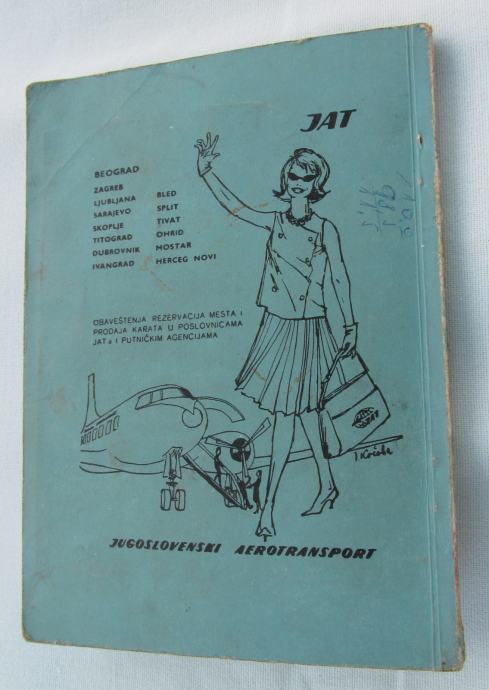 JAT
BEOGRAD
ZAGREB
LJUBLJANA BLED
SARAJEVO SPLIT
SKOPLJE TIVAT
TITOGRAD OHRID
DUBROVNIK MOSTAR
IVANGRAD HERCEG NOVI
OBAVEŠTENJA REZERVACIJA MESTA I
PRODAJA KARATA U POSLOVNICAMA
JATa I PUTNIČKIM AGENCIJAMA
JUGOSLOVENSKI AEROTRANSPORT